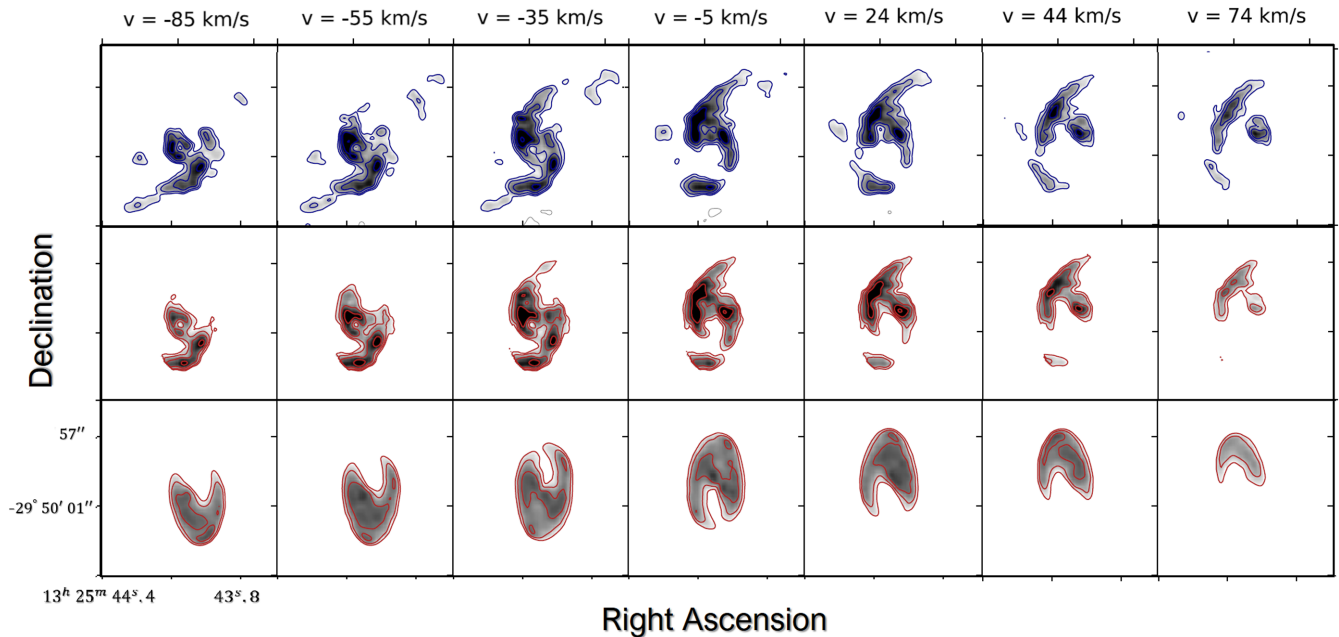 v = -85 km/s v = -55 km/s v = -35 km/s v = -5 km/s v = 24 km/s v = 44 km/s v = 74 km/s
Declination
57″
-29° 50′ 01″
13ʰ 25ᵐ 44ˢ.4 43ˢ.8
Right Ascension